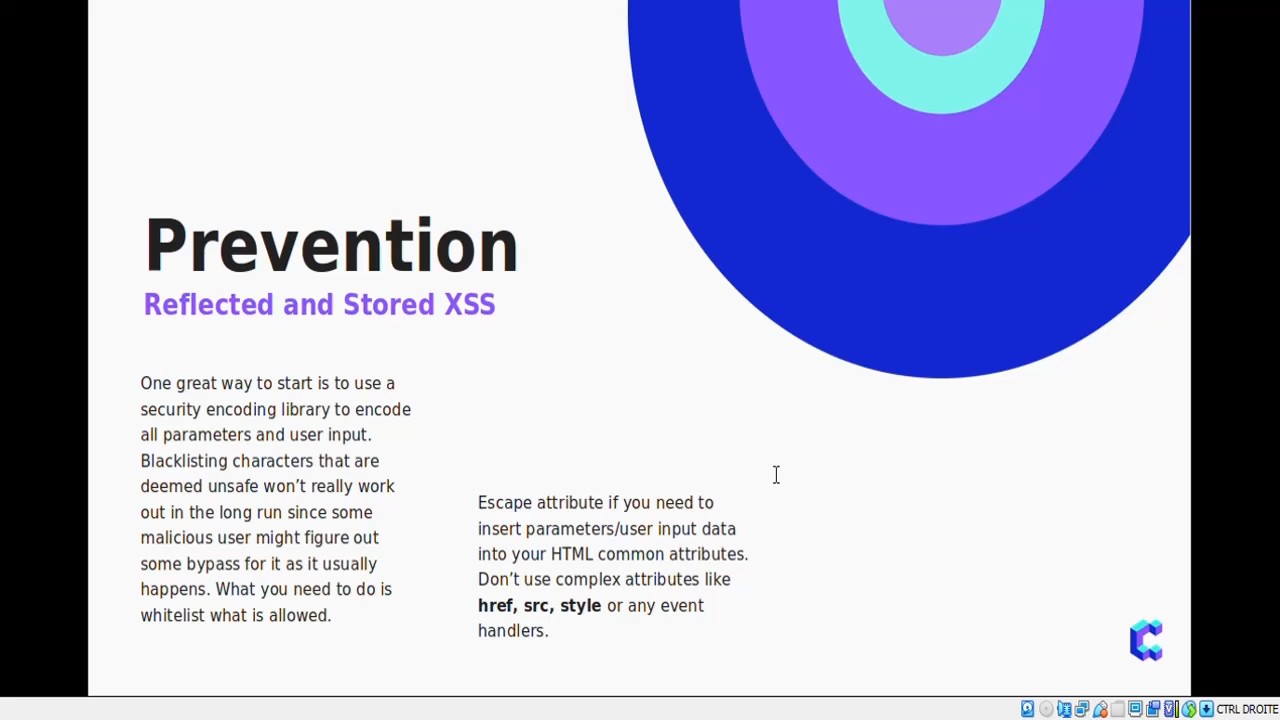 Prevention
Reflected and Stored XSS
One great way to start is to use a
security encoding library to encode
all parameters and user input.
Blacklisting characters that are
deemed unsafe won’t really work
out in the long run since some
malicious user might figure out
some bypass for it as it usually
happens. What you need to do is
whitelist what is allowed.
Escape attribute if you need to
insert parameters/user input data
into your HTML common attributes.
Don’t use complex attributes like
href, src, style or any event
handlers.
CTRL DROITE